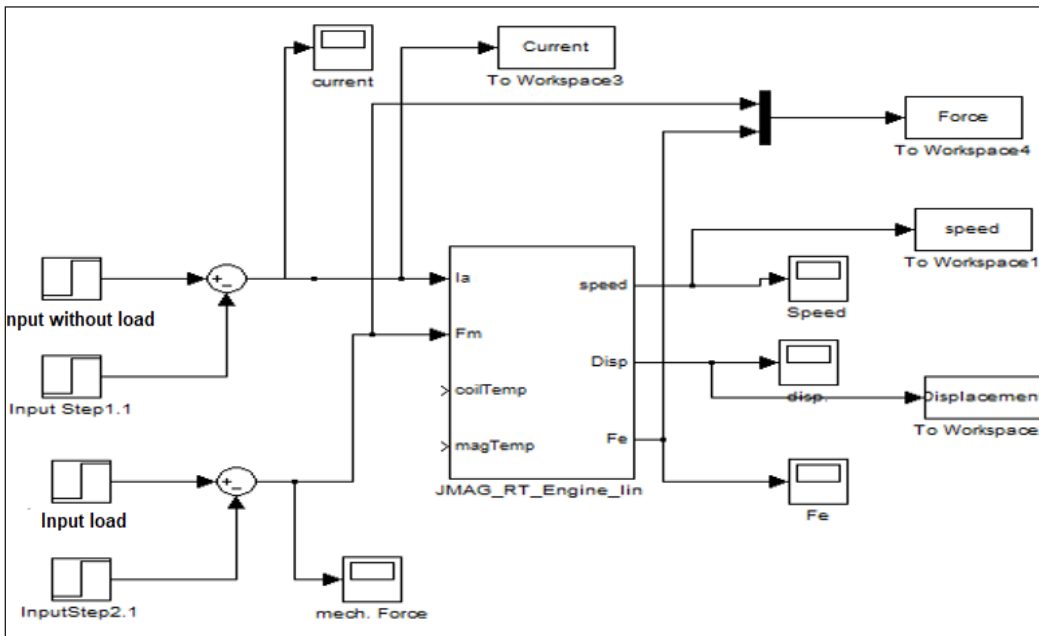 current
Current
To Workspace3
Force
To Workspace4
speed
To Workspace1
Ia
speed
Speed
nput without load
Fm
Input Step1.1
coilTemp
Disp
disp.
Displacemen
To Workspace
magTemp
Fe
JMAG_RT_Engine_lin
Fe
Input load
InputStep2.1
mech. Force